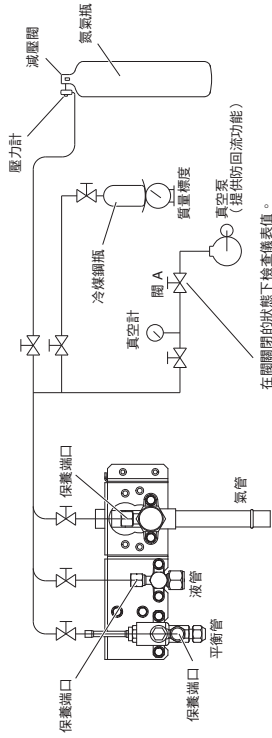 減壓閥
氮氣瓶
壓力計
冷煤鋼瓶
質量標度
真空泵
（提供防回流功能）
閥 A
真空計
在閥關閉的狀態下檢查儀表值。
保養端口
氣管
液管
保養端口
平衡管
保養端口